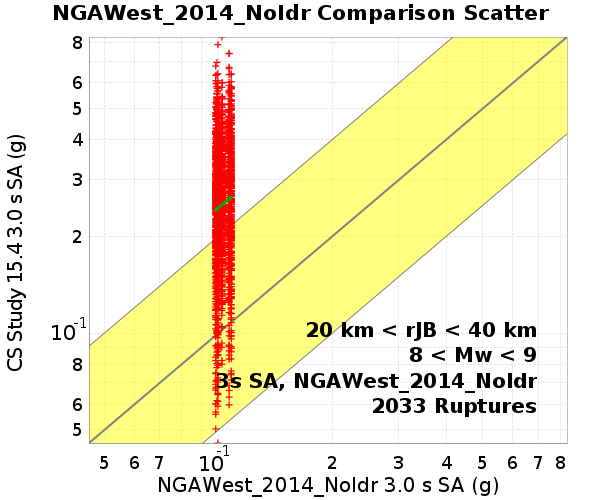 NGAWest_2014_NoIdr Comparison Scatter
CS Study 15.4 3.0 s SA (g)
8
6
5
4
3
2
10^-1
8
6
5
20 km < rJB < 40 km
8 < Mw < 9
3s SA, NGAWest_2014_NoIdr
2033 Ruptures
5 6 7 10^-1 2 3 4 5 6 7 8
NGAWest_2014_NoIdr 3.0 s SA (g)